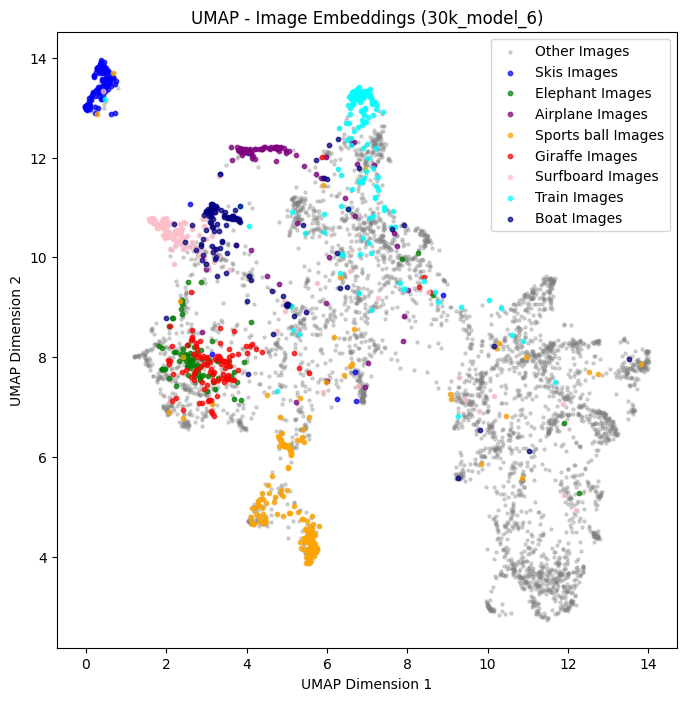 UMAP - Image Embeddings (30k_model_6)
Other Images
Skis Images
Elephant Images
Airplane Images
Sports ball Images
Giraffe Images
Surfboard Images
Train Images
Boat Images
UMAP Dimension 2
14
12
10
8
6
4
0 2 4 6 8 10 12 14
UMAP Dimension 1